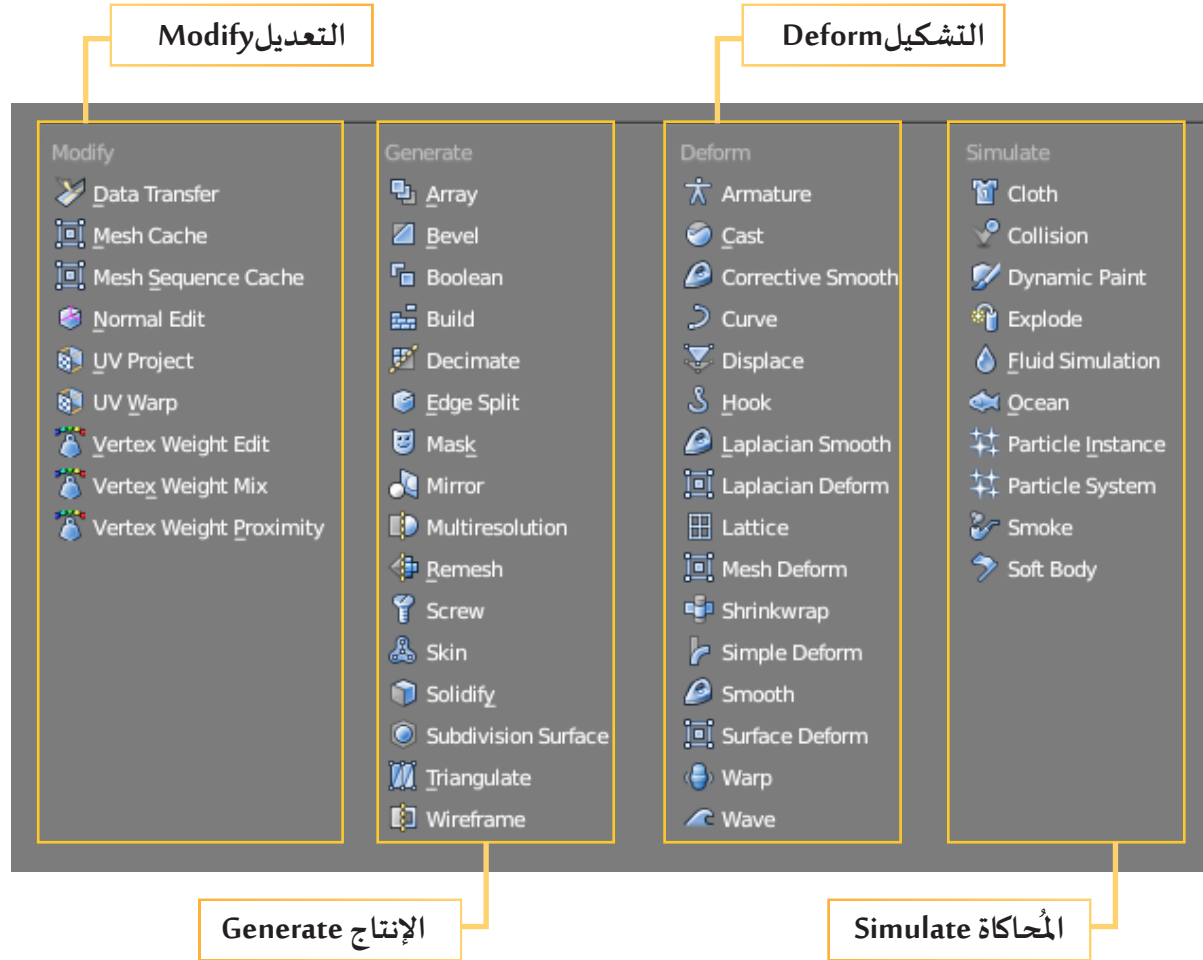 التعديل Modify
التشكيل Deform
Modify
Data Transfer
Mesh Cache
Mesh Sequence Cache
Normal Edit
UV Project
UV Warp
Vertex Weight Edit
Vertex Weight Mix
Vertex Weight Proximity
Generate
Array
Bevel
Boolean
Build
Decimate
Edge Split
Mask
Mirror
Multiresolution
Remesh
Screw
Skin
Solidify
Subdivision Surface
Triangulate
Wireframe
Deform
Armature
Cast
Corrective Smooth
Curve
Displace
Hook
Laplacian Smooth
Laplacian Deform
Lattice
Mesh Deform
Shrinkwrap
Simple Deform
Smooth
Surface Deform
Warp
Wave
Simulate
Cloth
Collision
Dynamic Paint
Explode
Fluid Simulation
Ocean
Particle Instance
Particle System
Smoke
Soft Body
الإنتاج Generate
المُحاكاة Simulate